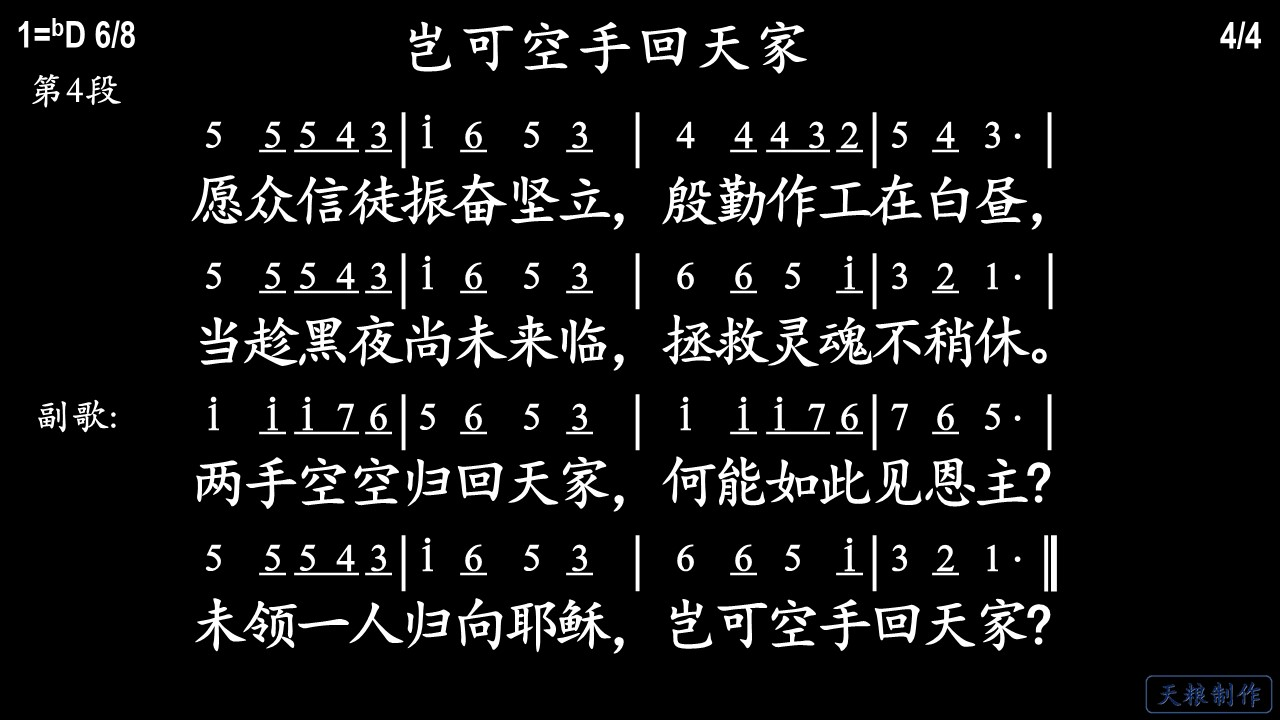 1=ᵇD 6/8 岂可空手回天家 4/4
第4段
5 5 5 4 3 | i 6 5 3 | 4 4 4 3 2 | 5 4 3 · |
愿众信徒振奋坚立，殷勤作工在白昼，
5 5 5 4 3 | i 6 5 3 | 6 6 5 i | 3 2 1 · |
当趁黑夜尚未来临，拯救灵魂不稍休。
副歌: i i i 7 6 | 5 6 5 3 | i i i 7 6 | 7 6 5 · |
两手空空归回天家，何能如此见恩主?
5 5 5 4 3 | i 6 5 3 | 6 6 5 i | 3 2 1 · ‖
未领一人归向耶稣，岂可空手回天家?
天粮制作